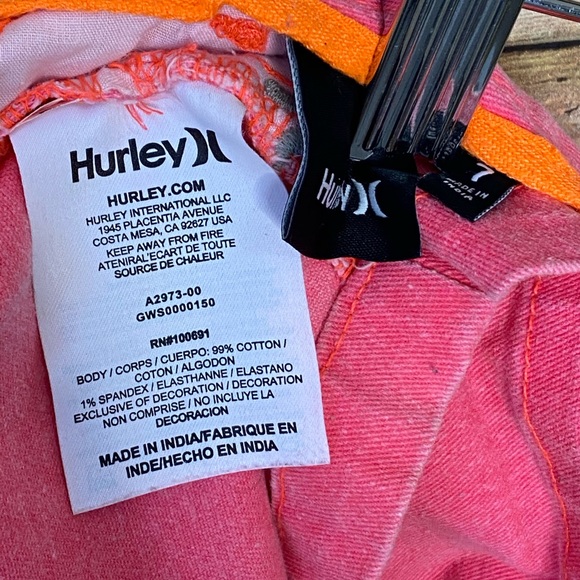 Hurley
HURLEY.COM
HURLEY INTERNATIONAL LLC
1945 PLACENTIA AVENUE
COSTA MESA, CA 92627 USA
KEEP AWAY FROM FIRE
ATENIRAL'ECART DE TOUTE
SOURCE DE CHALEUR
A2973-00
GWS0000150
RN#100691
BODY / CORPS / CUERPO: 99% COTTON /
COTON / ALGODON
1% SPANDEX / ELASTHANNE / ELASTANO
EXCLUSIVE OF DECORATION / DECORATION
NON COMPRISE / NO INCLUYE LA
DECORACION
MADE IN INDIA/FABRIQUE EN
INDE/HECHO EN INDIA
Hurley
7
MADE IN
INDIA